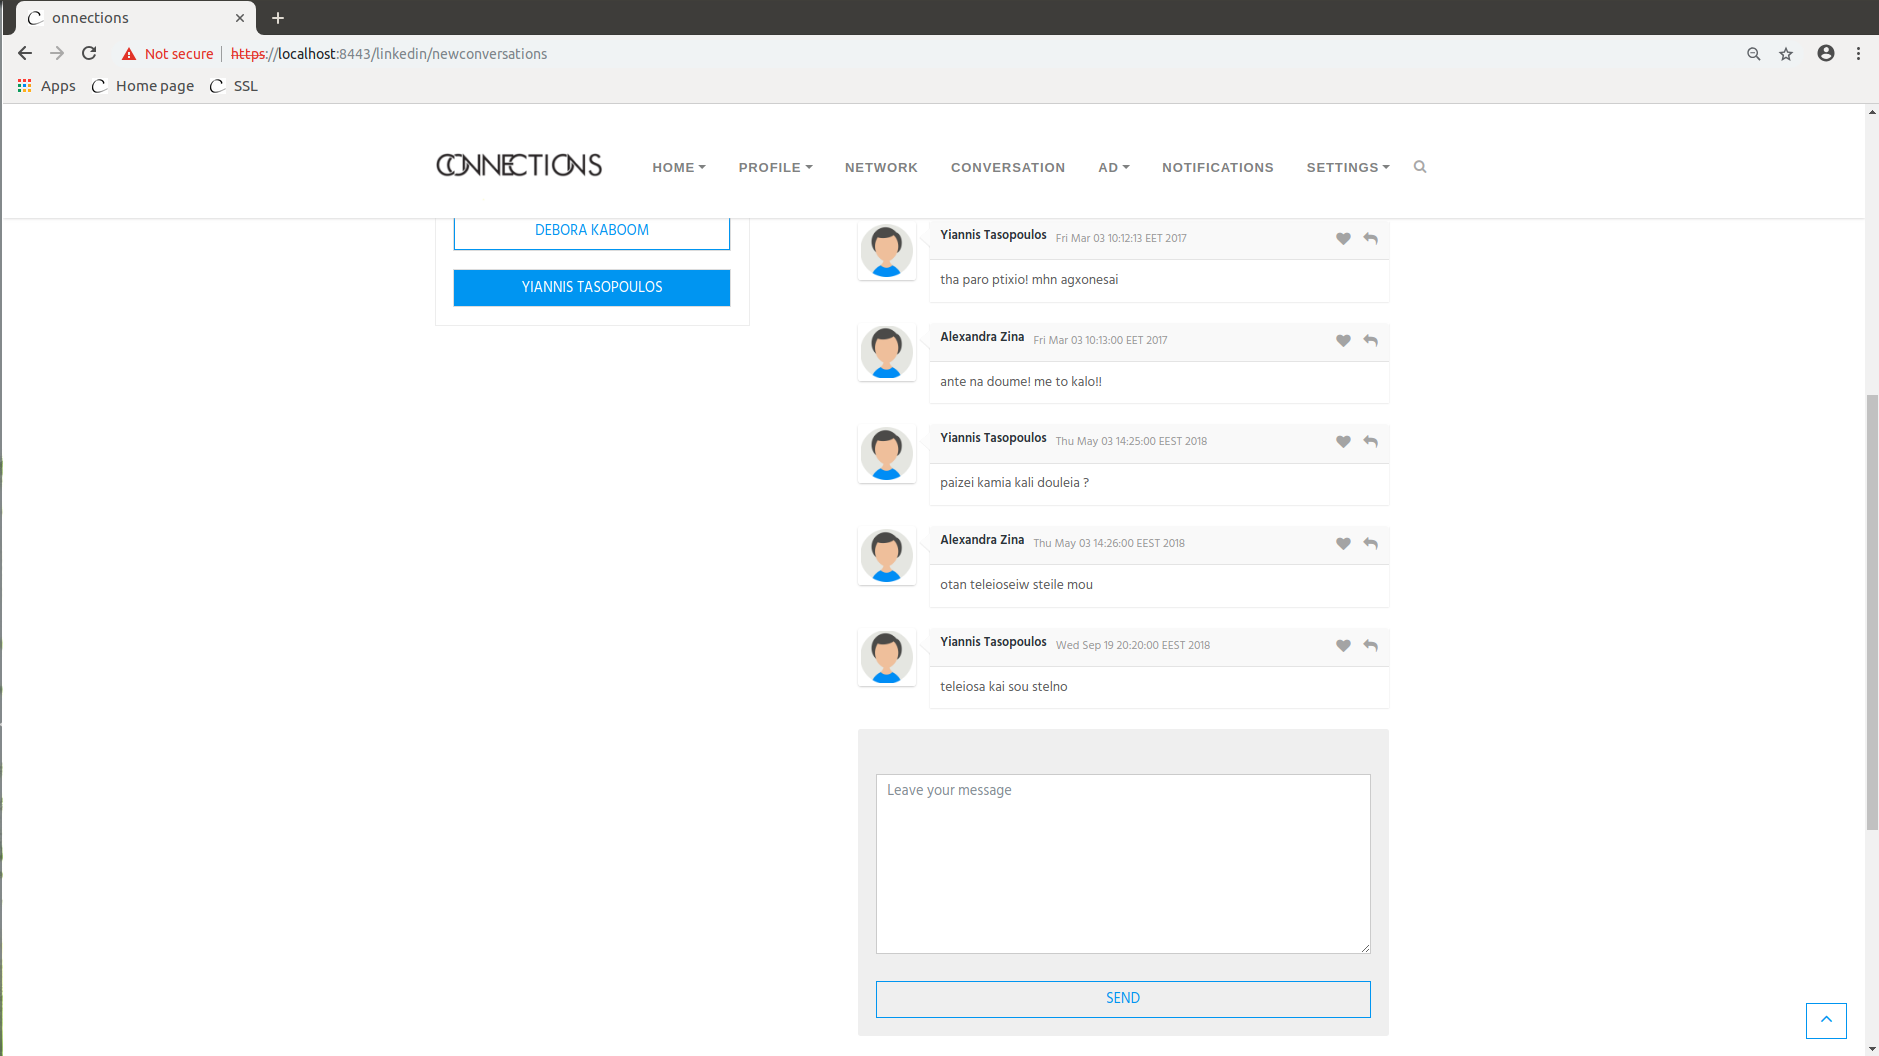 onnections
Not secure https://localhost:8443/linkedin/newconversations
Apps Home page SSL
CONNECTIONS HOME PROFILE NETWORK CONVERSATION AD NOTIFICATIONS SETTINGS
DEBORA KABOOM
YIANNIS TASOPOULOS
Yiannis Tasopoulos Fri Mar 03 10:12:13 EET 2017
tha paro ptixio! mhn agxonesai
Alexandra Zina Fri Mar 03 10:13:00 EET 2017
ante na doume! me to kalo!!
Yiannis Tasopoulos Thu May 03 14:25:00 EEST 2018
paizei kamia kali douleia ?
Alexandra Zina Thu May 03 14:26:00 EEST 2018
otan teleioseiw steile mou
Yiannis Tasopoulos Wed Sep 19 20:20:00 EEST 2018
teleiosa kai sou stelno
Leave your message
SEND